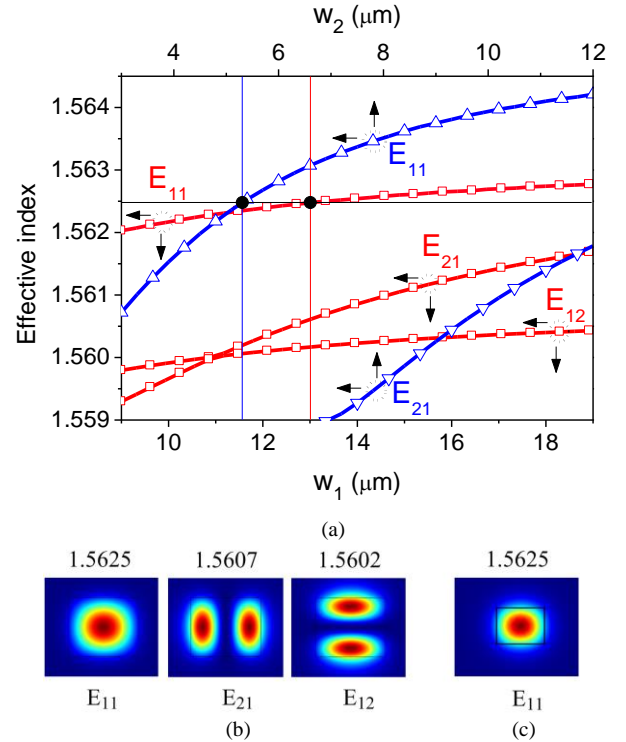 w₂ (μm)
4 6 8 10 12
1.564
1.563
1.562
1.561
1.560
1.559
Effective index
E₁₁
E₁₁
E₂₁
E₁₂
E₂₁
10 12 14 16 18
w₁ (μm)
(a)
1.5625 1.5607 1.5602 1.5625
E₁₁ E₂₁ E₁₂ E₁₁
(b) (c)